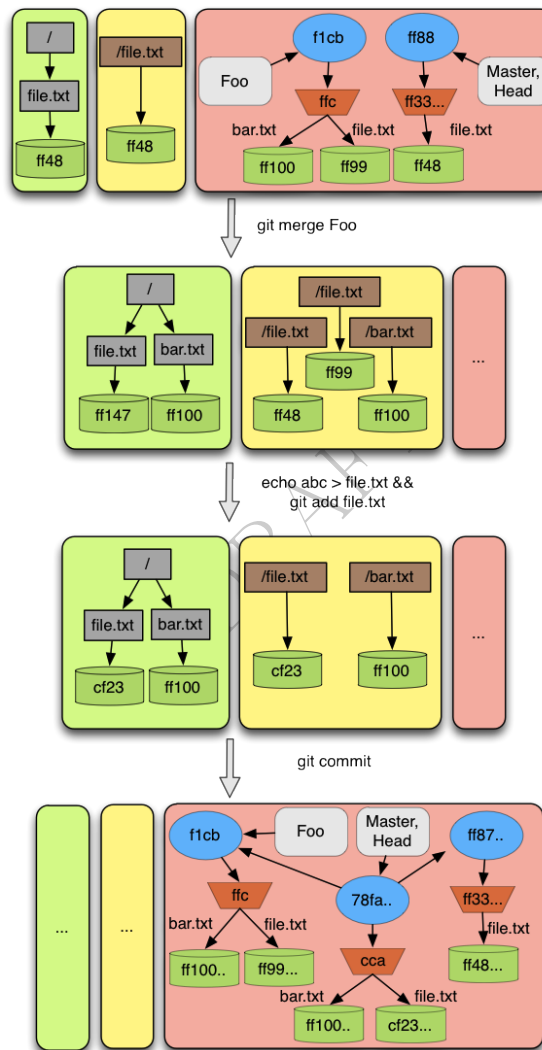 /
file.txt
ff48
/file.txt
ff48
f1cb
ff88
Foo
Master,
Head
ffc
ff33...
bar.txt
file.txt
file.txt
ff100
ff99
ff48
git merge Foo
/
file.txt
bar.txt
ff147
ff100
/file.txt
/file.txt
/bar.txt
ff99
ff48
ff100
...
echo abc > file.txt &&
git add file.txt
/
file.txt
bar.txt
cf23
ff100
/file.txt
/bar.txt
cf23
ff100
...
git commit
...
...
f1cb
Foo
Master,
Head
ff87..
ffc
78fa..
ff33...
bar.txt
file.txt
file.txt
ff100..
ff99...
cca
ff48...
bar.txt
file.txt
ff100..
cf23...